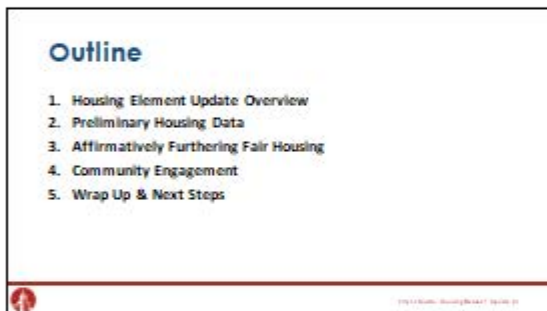 Outline
1. Housing Element Update Overview
2. Preliminary Housing Data
3. Affirmatively Furthering Fair Housing
4. Community Engagement
5. Wrap Up & Next Steps